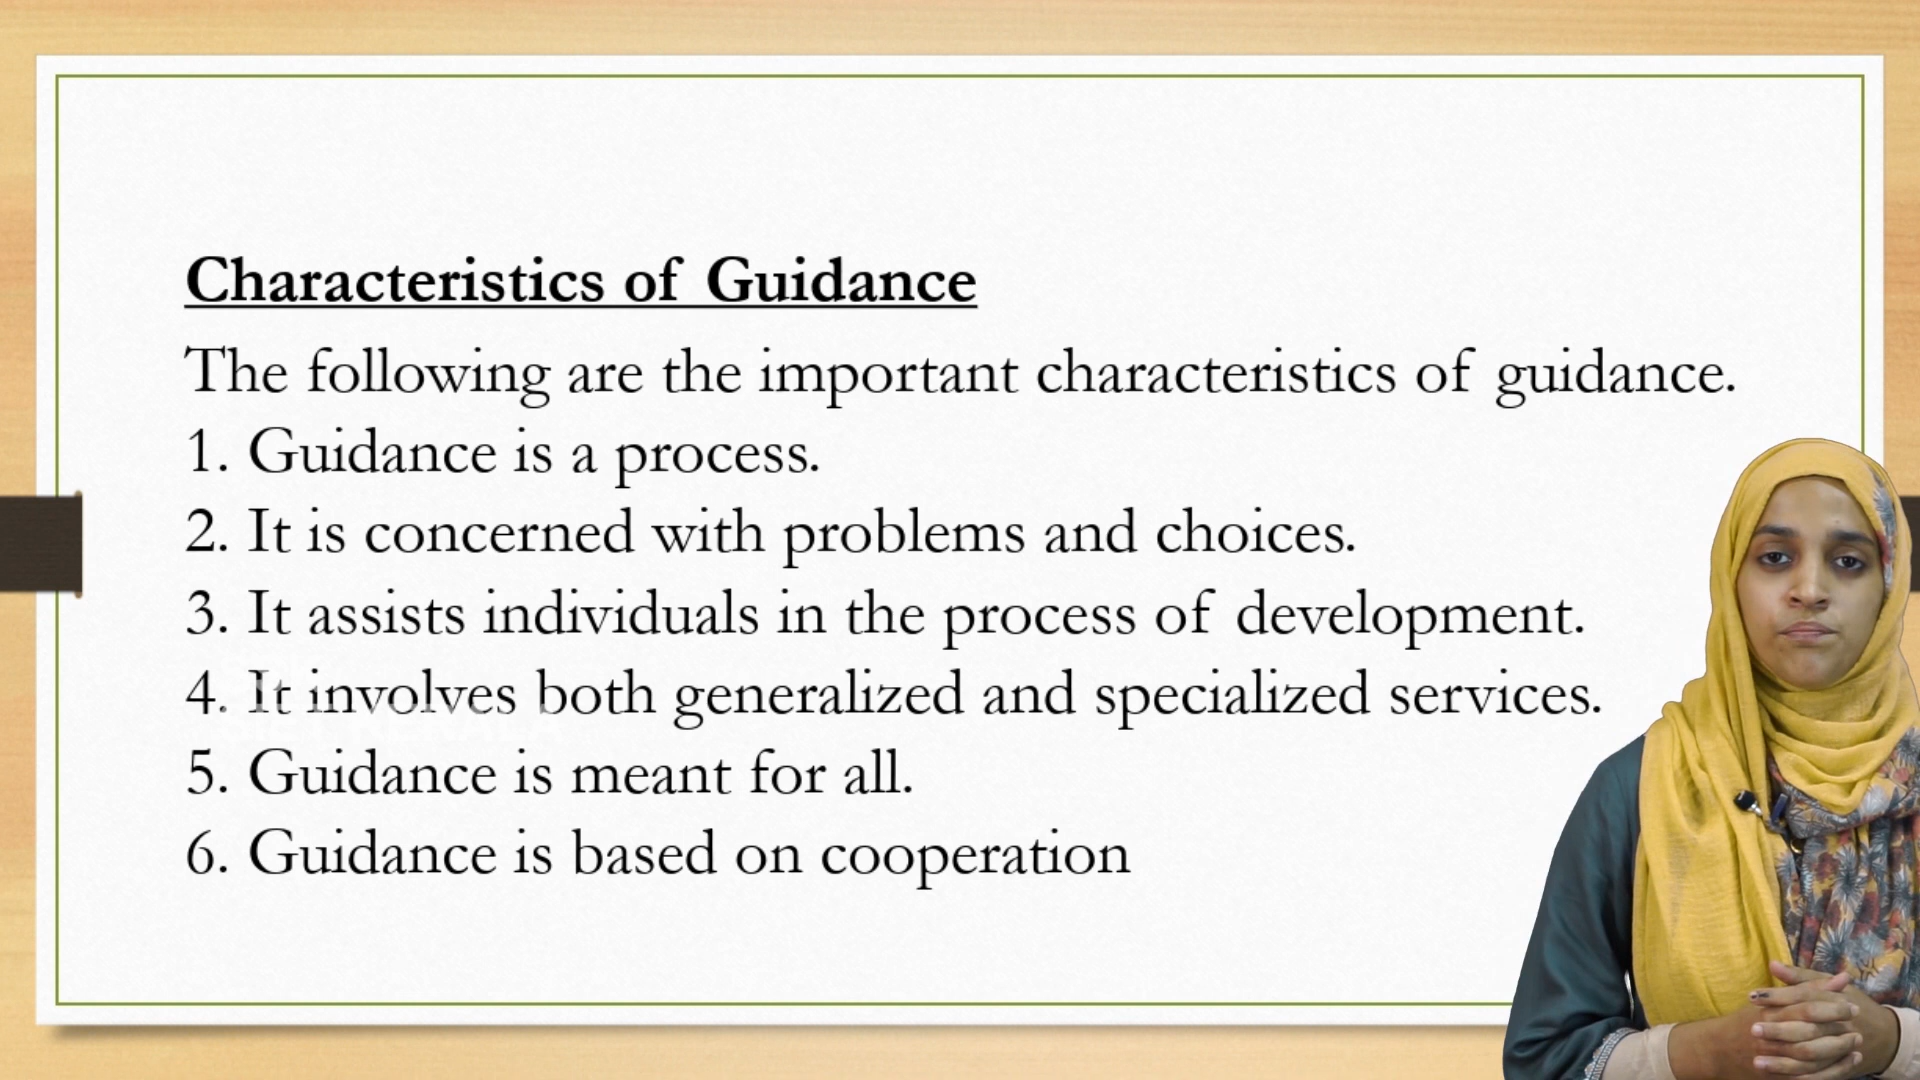 Characteristics of Guidance
The following are the important characteristics of guidance.
1. Guidance is a process.
2. It is concerned with problems and choices.
3. It assists individuals in the process of development.
4. It involves both generalized and specialized services.
5. Guidance is meant for all.
6. Guidance is based on cooperation